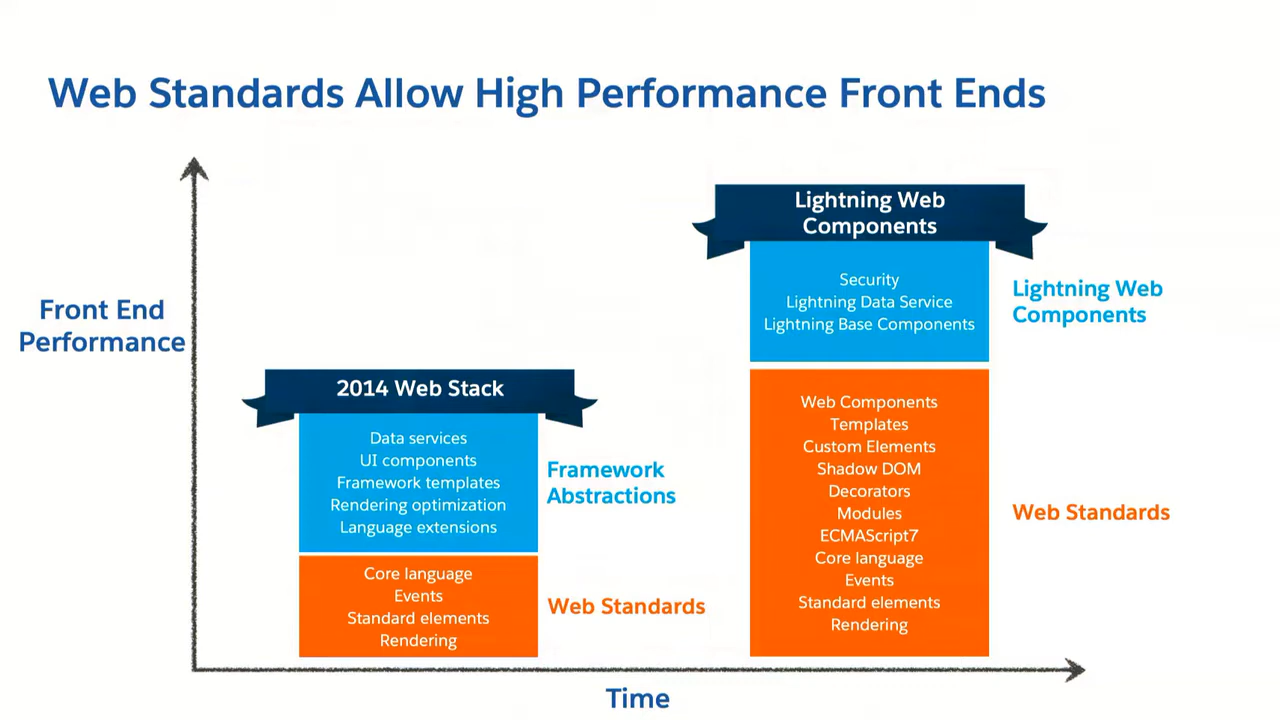 Web Standards Allow High Performance Front Ends
Front End
Performance
2014 Web Stack
Data services
UI components
Framework templates
Rendering optimization
Language extensions
Framework
Abstractions
Core language
Events
Standard elements
Rendering
Web Standards
Lightning Web
Components
Security
Lightning Data Service
Lightning Base Components
Lightning Web
Components
Web Components
Templates
Custom Elements
Shadow DOM
Decorators
Modules
ECMAScript7
Core language
Events
Standard elements
Rendering
Web Standards
Time